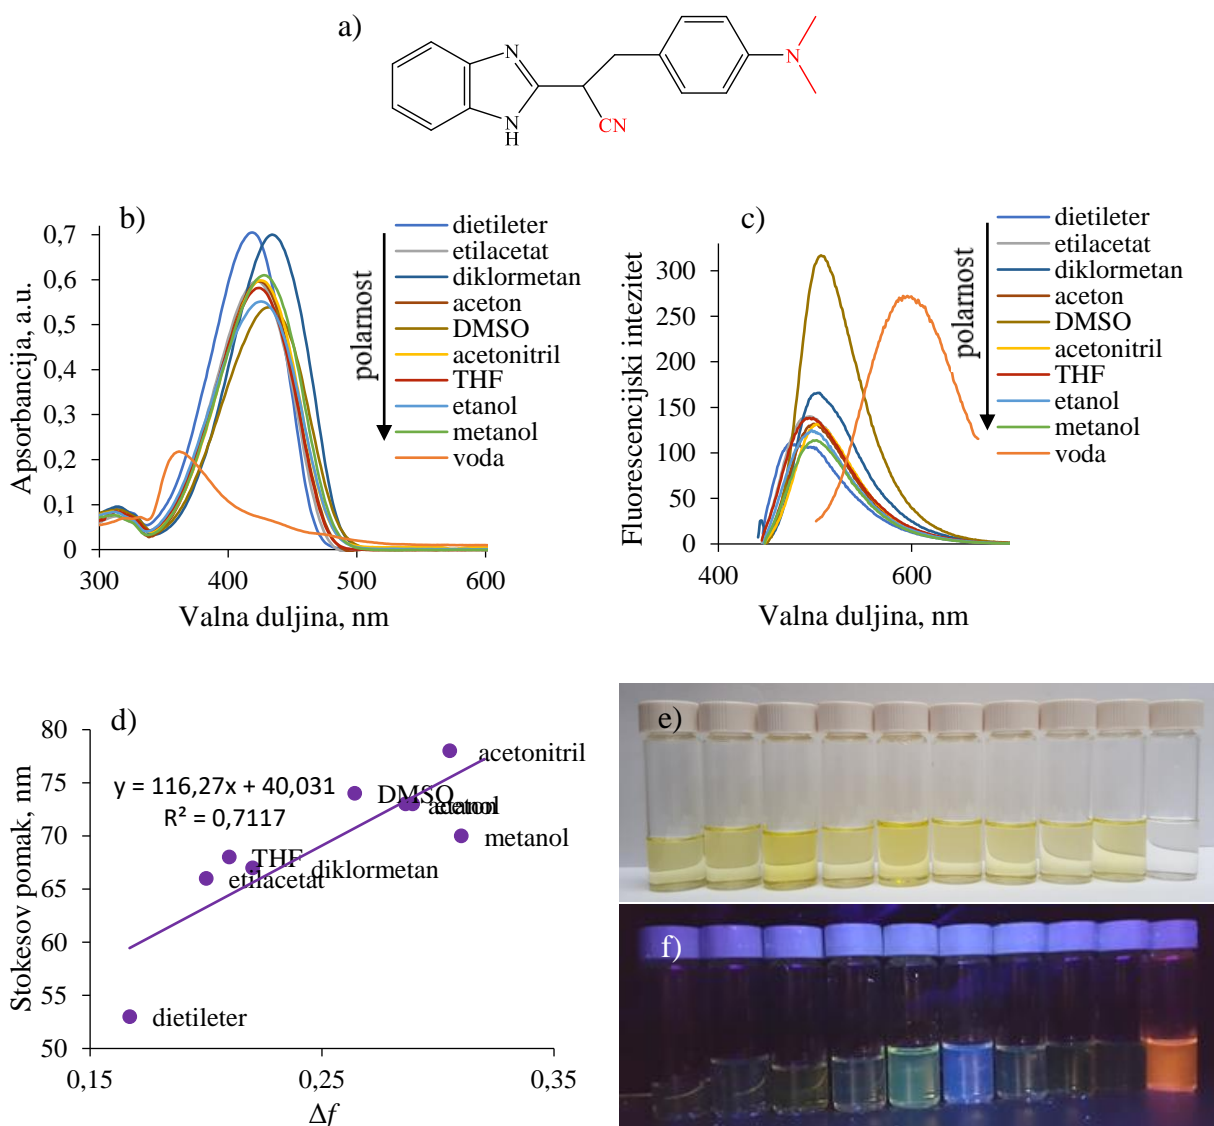 a)
N
N
H
CN
N
b)
Apsorbancija, a.u.
0,7
0,6
0,5
0,4
0,3
0,2
0,1
0
300
400
500
600
Valna duljina, nm
polarnost
dietileter
etilacetat
diklormetan
aceton
DMSO
acetonitril
THF
etanol
metanol
voda
c)
Fluorescencijski intezitet
300
250
200
150
100
50
0
400
600
Valna duljina, nm
polarnost
dietileter
etilacetat
diklormetan
aceton
DMSO
acetonitril
THF
etanol
metanol
voda
d)
Stokesov pomak, nm
80
75
70
65
60
55
50
y = 116,27x + 40,031
R² = 0,7117
acetonitril
DMSO
metanol
THF
diklormetan
etilacetat
dietileter
0,15
0,25
0,35
Δf
e)
f)